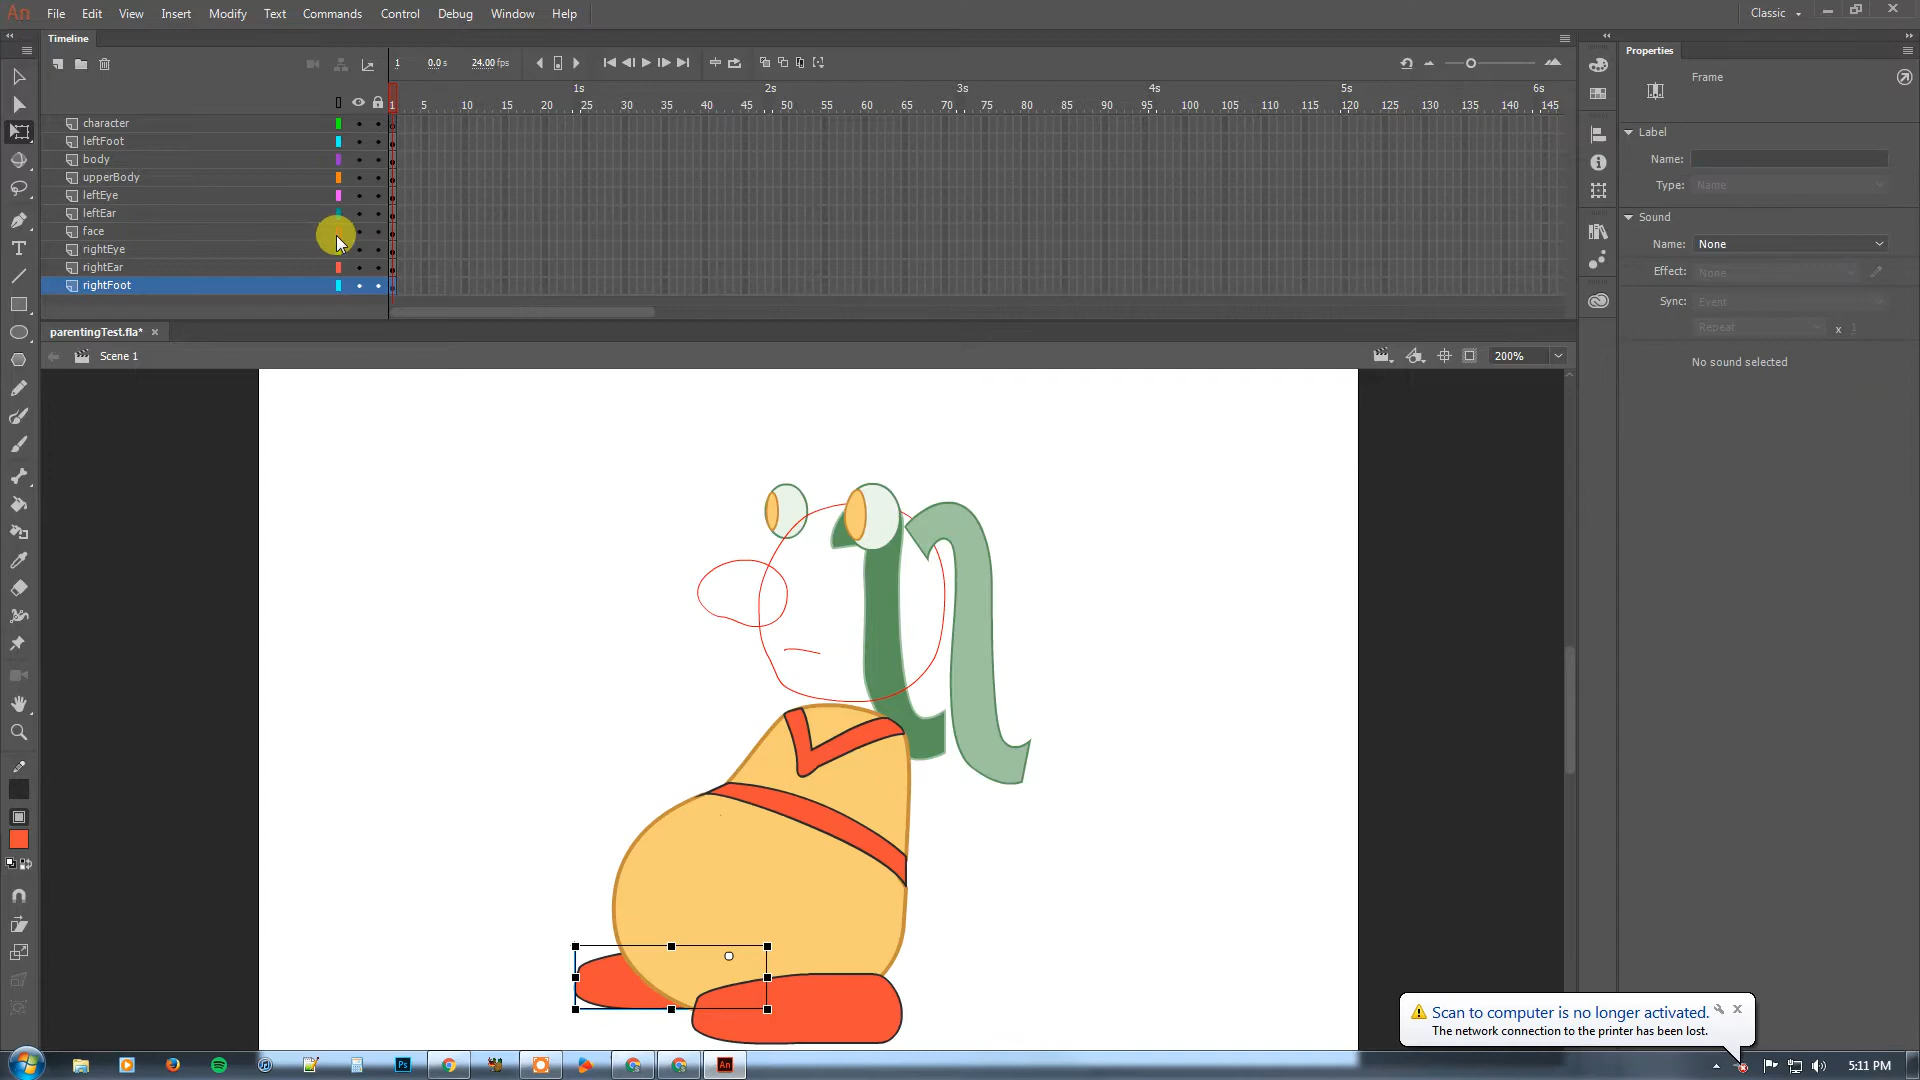 An File Edit View Insert Modify Text Commands Control Debug Window Help Classic
Timeline
1 0.0s 24.00 fps
1s 2s 3s 4s 5s 6s
1 5 10 15 20 25 30 35 40 45 50 55 60 65 70 75 80 85 90 95 100 105 110 115 120 125 130 135 140 145
character
leftFoot
body
upperBody
leftEye
leftEar
face
rightEye
rightEar
rightFoot
parentingTest.fla*
Scene 1
200%
Properties
Frame
Label
Name:
Type: Name
Sound
Name: None
Effect: None
Sync: Event
Repeat x 1
No sound selected
Scan to computer is no longer activated.
The network connection to the printer has been lost.
Ps An
5:11 PM